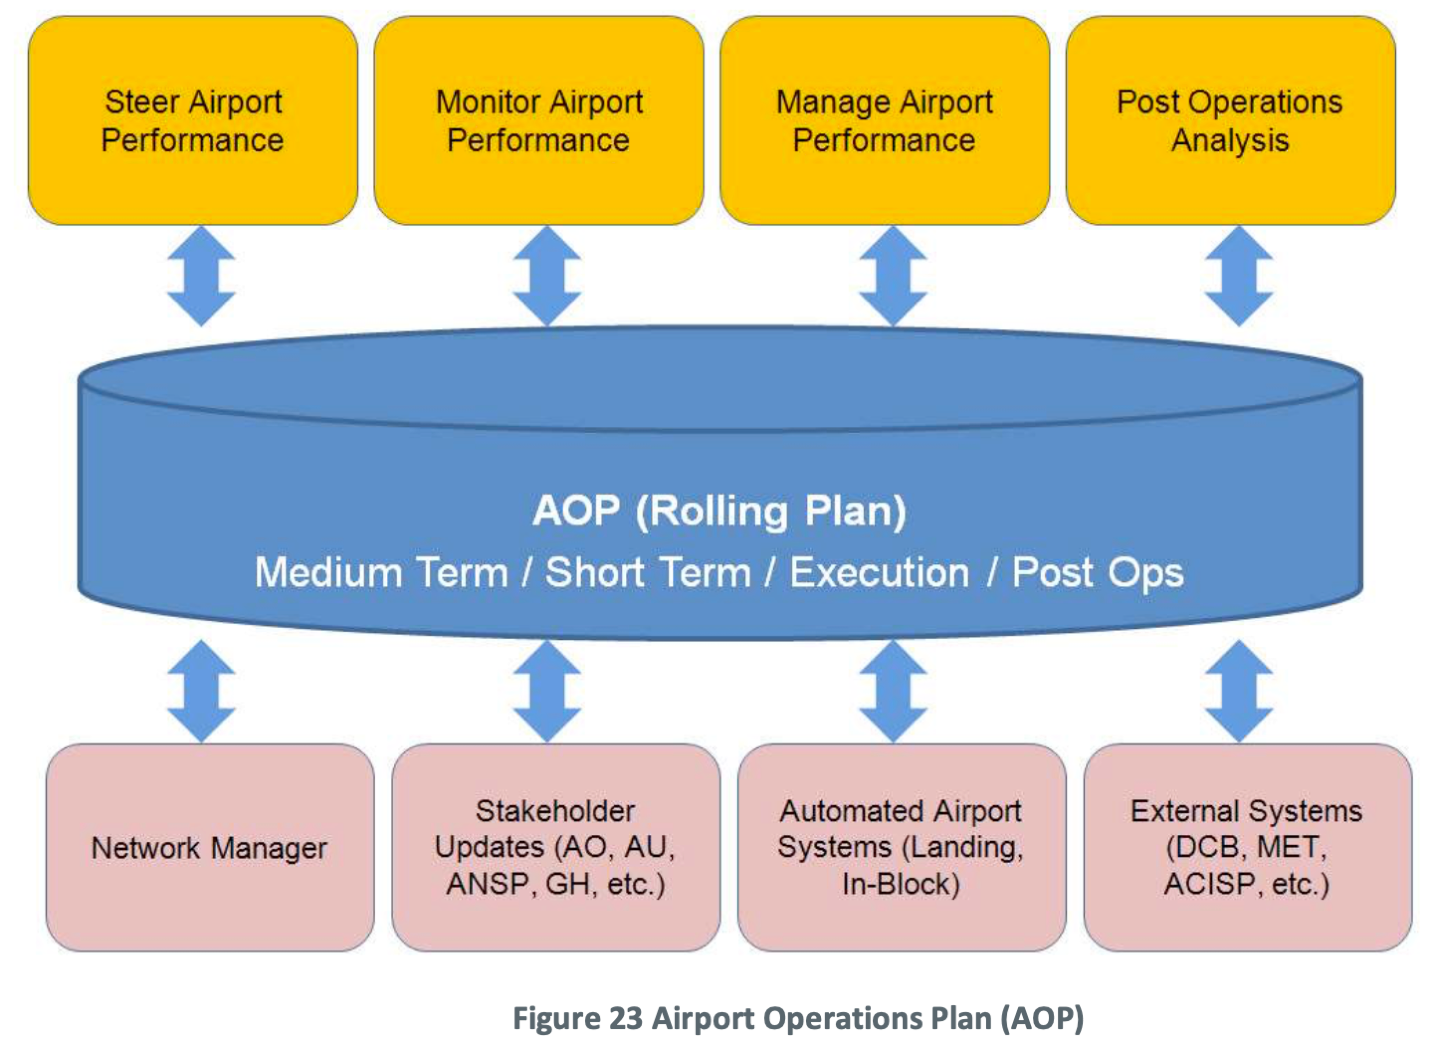 Steer Airport
Performance
Monitor Airport
Performance
Manage Airport
Performance
Post Operations
Analysis
AOP (Rolling Plan)
Medium Term / Short Term / Execution / Post Ops
Network Manager
Stakeholder
Updates (AO, AU,
ANSP, GH, etc.)
Automated Airport
Systems (Landing,
In-Block)
External Systems
(DCB, MET,
ACISP, etc.)
Figure 23 Airport Operations Plan (AOP)